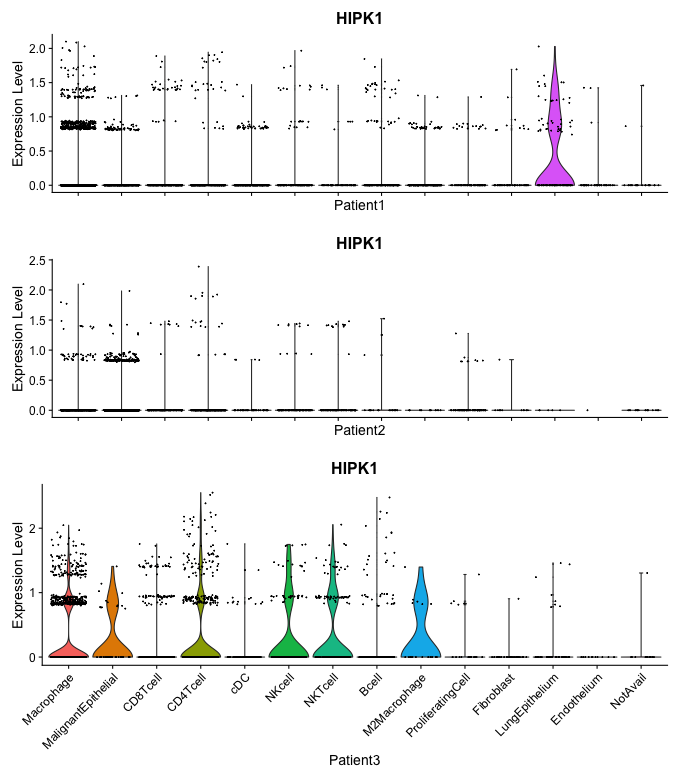 HIPK1
Expression Level
2.0
1.5
1.0
0.5
0.0
Patient1
HIPK1
Expression Level
2.5
2.0
1.5
1.0
0.5
0.0
Patient2
HIPK1
Expression Level
2
1
0
Macrophage
MalignantEpithelial
CD8Tcell
CD4Tcell
cDC
NKcell
NKTcell
Bcell
M2Macrophage
ProliferatingCell
Fibroblast
LungEpithelium
Endothelium
NotAvail
Patient3